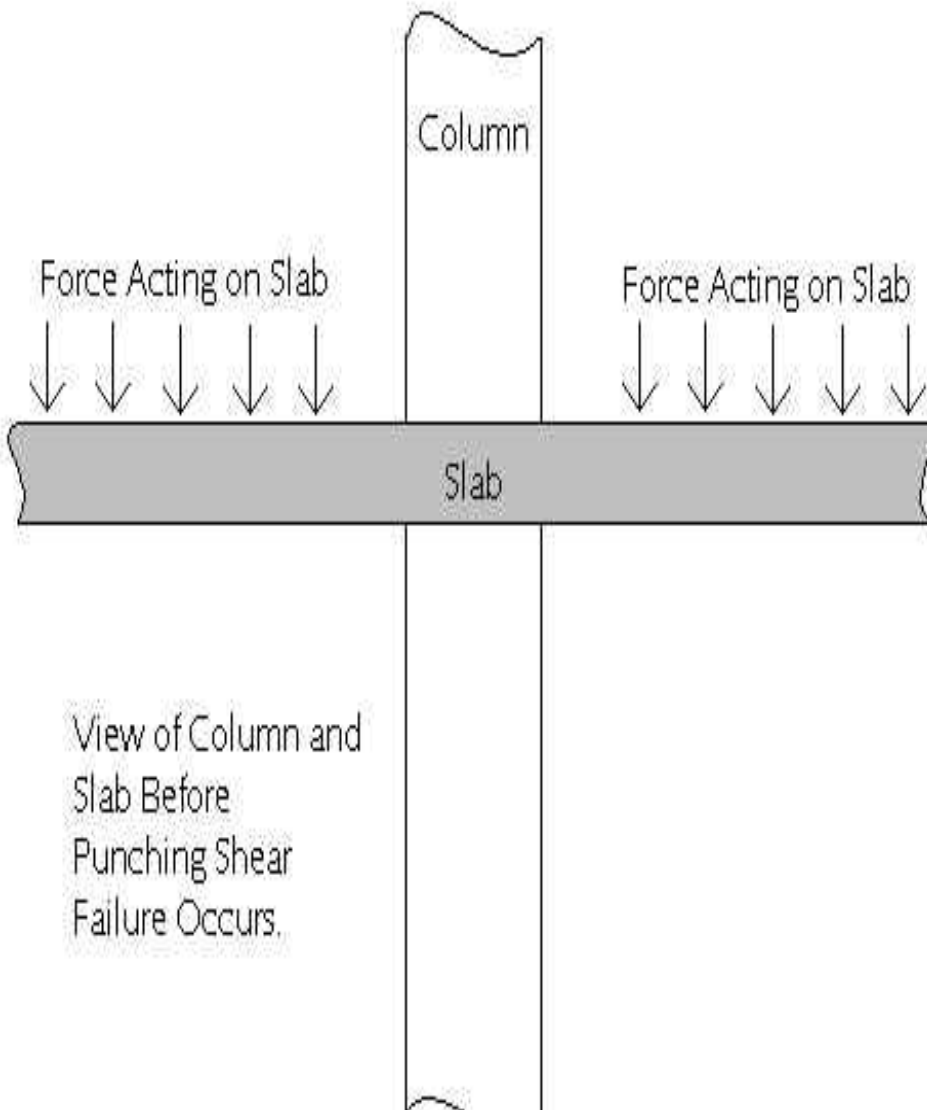 Column
Force Acting on Slab
Force Acting on Slab
Slab
View of Column and
Slab Before
Punching Shear
Failure Occurs.